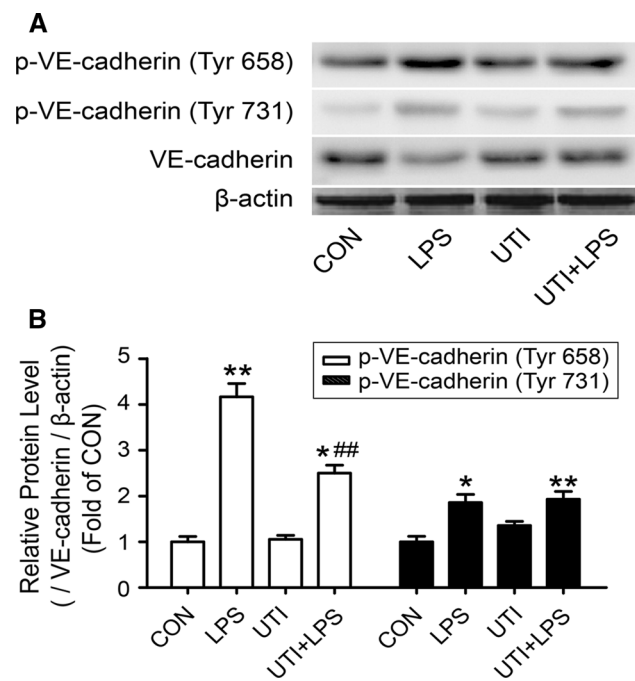 A
p-VE-cadherin (Tyr 658)
p-VE-cadherin (Tyr 731)
VE-cadherin
β-actin
CON LPS UTI UTI+LPS
B
Relative Protein Level
( / VE-cadherin / β-actin)
(Fold of CON)
5
4
3
2
1
0
p-VE-cadherin (Tyr 658)
p-VE-cadherin (Tyr 731)
**
* ##
*
**
CON LPS UTI UTI+LPS CON LPS UTI UTI+LPS